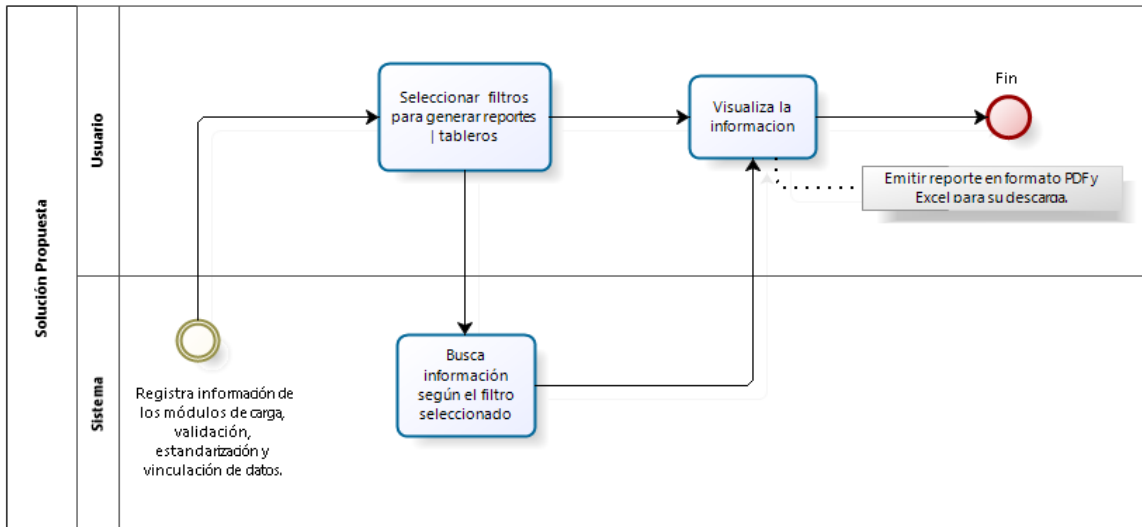 Solución Propuesta
Usuario
Seleccionar filtros
para generar reportes
| tableros
Visualiza la
informacion
Fin
Emitir reporte en formato PDF y
Excel para su descarga.
Sistema
Registra información de
los módulos de carga,
validación,
estandarización y
vinculación de datos.
Busca
información
según el filtro
seleccionado